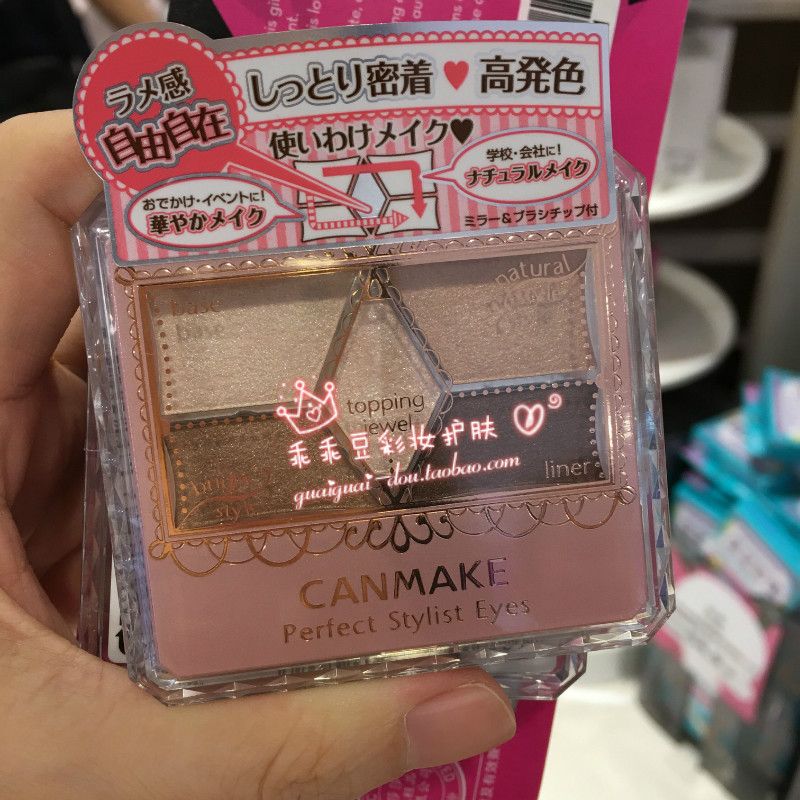 ラメ感
自由自在
しっとり密着♥高発色
使いわけメイク♥
学校・会社に!
ナチュラルメイク
おでかけ・イベントに!
華やかメイク
ミラー&ブラシチップ付
base
natural
style
topping
jewel
style
liner
乖乖豆彩妆护肤
guaiguai-dou.taobao.com
CANMAKE
Perfect Stylist Eyes